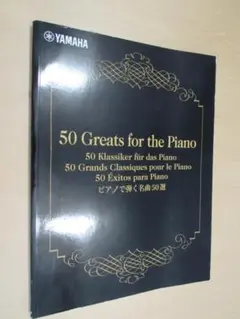 YAMAHA
50 Greats for the Piano
50 Klassiker für das Piano
50 Grands Classiques pour le Piano
50 Éxitos para Piano
ピアノで弾く名曲50選